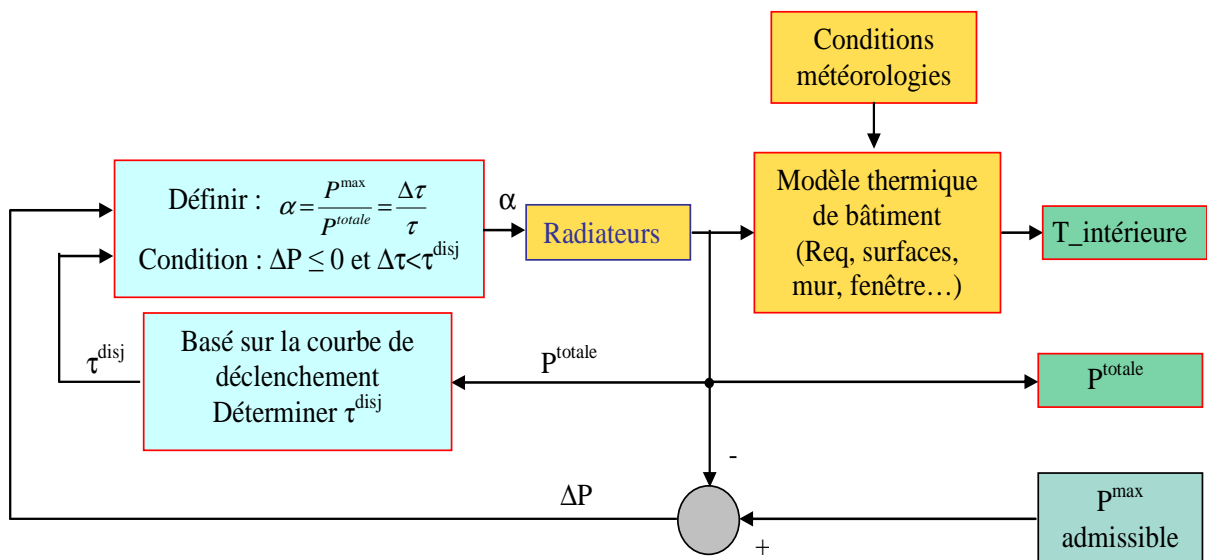 Conditions
météorologies
Définir : α = P^max / P^totale = Δτ / τ
Condition : ΔP ≤ 0 et Δτ<τ^disj
α
Radiateurs
Modèle thermique
de bâtiment
(Req, surfaces,
mur, fenêtre…)
T_intérieure
τ^disj
Basé sur la courbe de
déclenchement
Déterminer τ^disj
P^totale
P^totale
-
ΔP
+
P^max
admissible